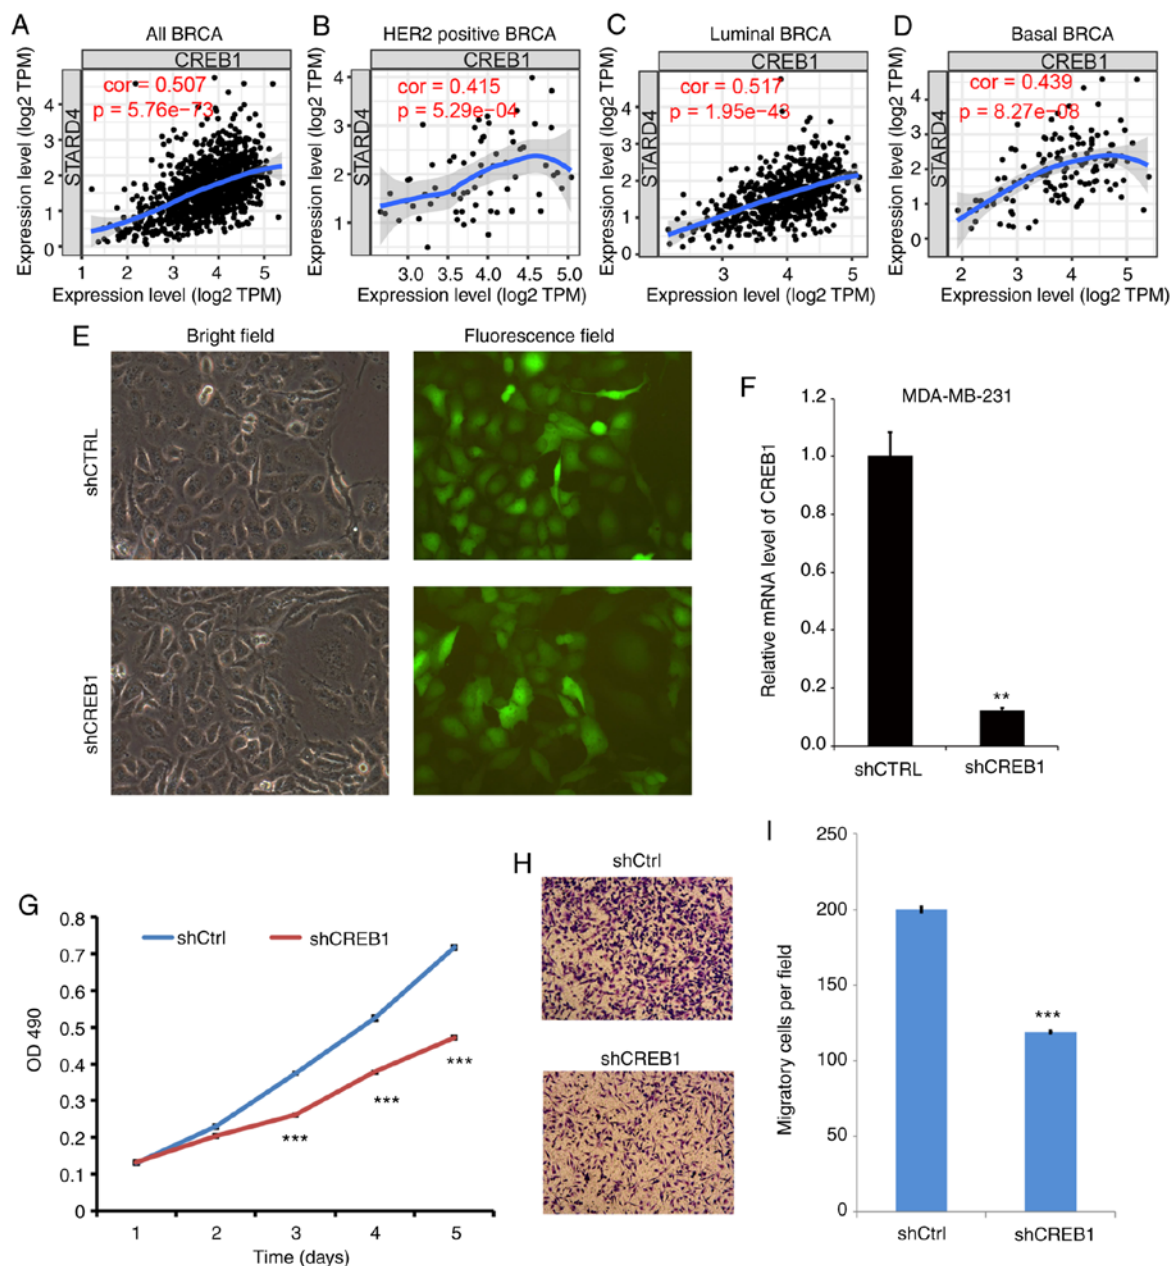 A
All BRCA
CREB1
cor = 0.507
p = 5.76e−73
STARD4
Expression level (log2 TPM)
4
3
2
1
0
1 2 3 4 5
Expression level (log2 TPM)
B
HER2 positive BRCA
CREB1
cor = 0.415
p = 5.29e−04
STARD4
Expression level (log2 TPM)
4
3
2
1
3.0 3.5 4.0 4.5 5.0
Expression level (log2 TPM)
C
Luminal BRCA
CREB1
cor = 0.517
p = 1.95e−43
STARD4
Expression level (log2 TPM)
4
3
2
1
0
3 4 5
Expression level (log2 TPM)
D
Basal BRCA
CREB1
cor = 0.439
p = 8.27e−08
STARD4
Expression level (log2 TPM)
4
3
2
1
0
2 3 4 5
Expression level (log2 TPM)
E
Bright field
Fluorescence field
shCTRL
shCREB1
F
MDA-MB-231
Relative mRNA level of CREB1
1.2
1.0
0.8
0.6
0.4
0.2
0.0
**
shCTRL
shCREB1
G
OD 490
0.8
0.7
0.6
0.5
0.4
0.3
0.2
0.1
0
shCtrl
shCREB1
***
***
***
1 2 3 4 5
Time (days)
H
shCtrl
shCREB1
I
Migratory cells per field
250
200
150
100
50
0
***
shCtrl
shCREB1